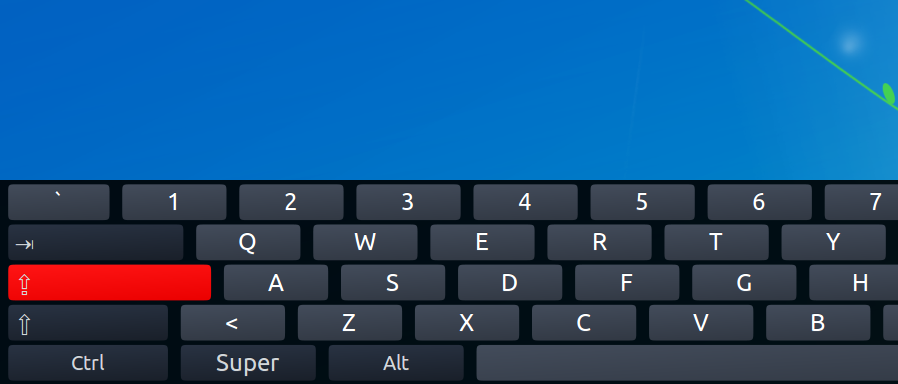 ` 1 2 3 4 5 6 7
⇥ Q W E R T Y
⇪ A S D F G H
⇧ < Z X C V B
Ctrl Super Alt